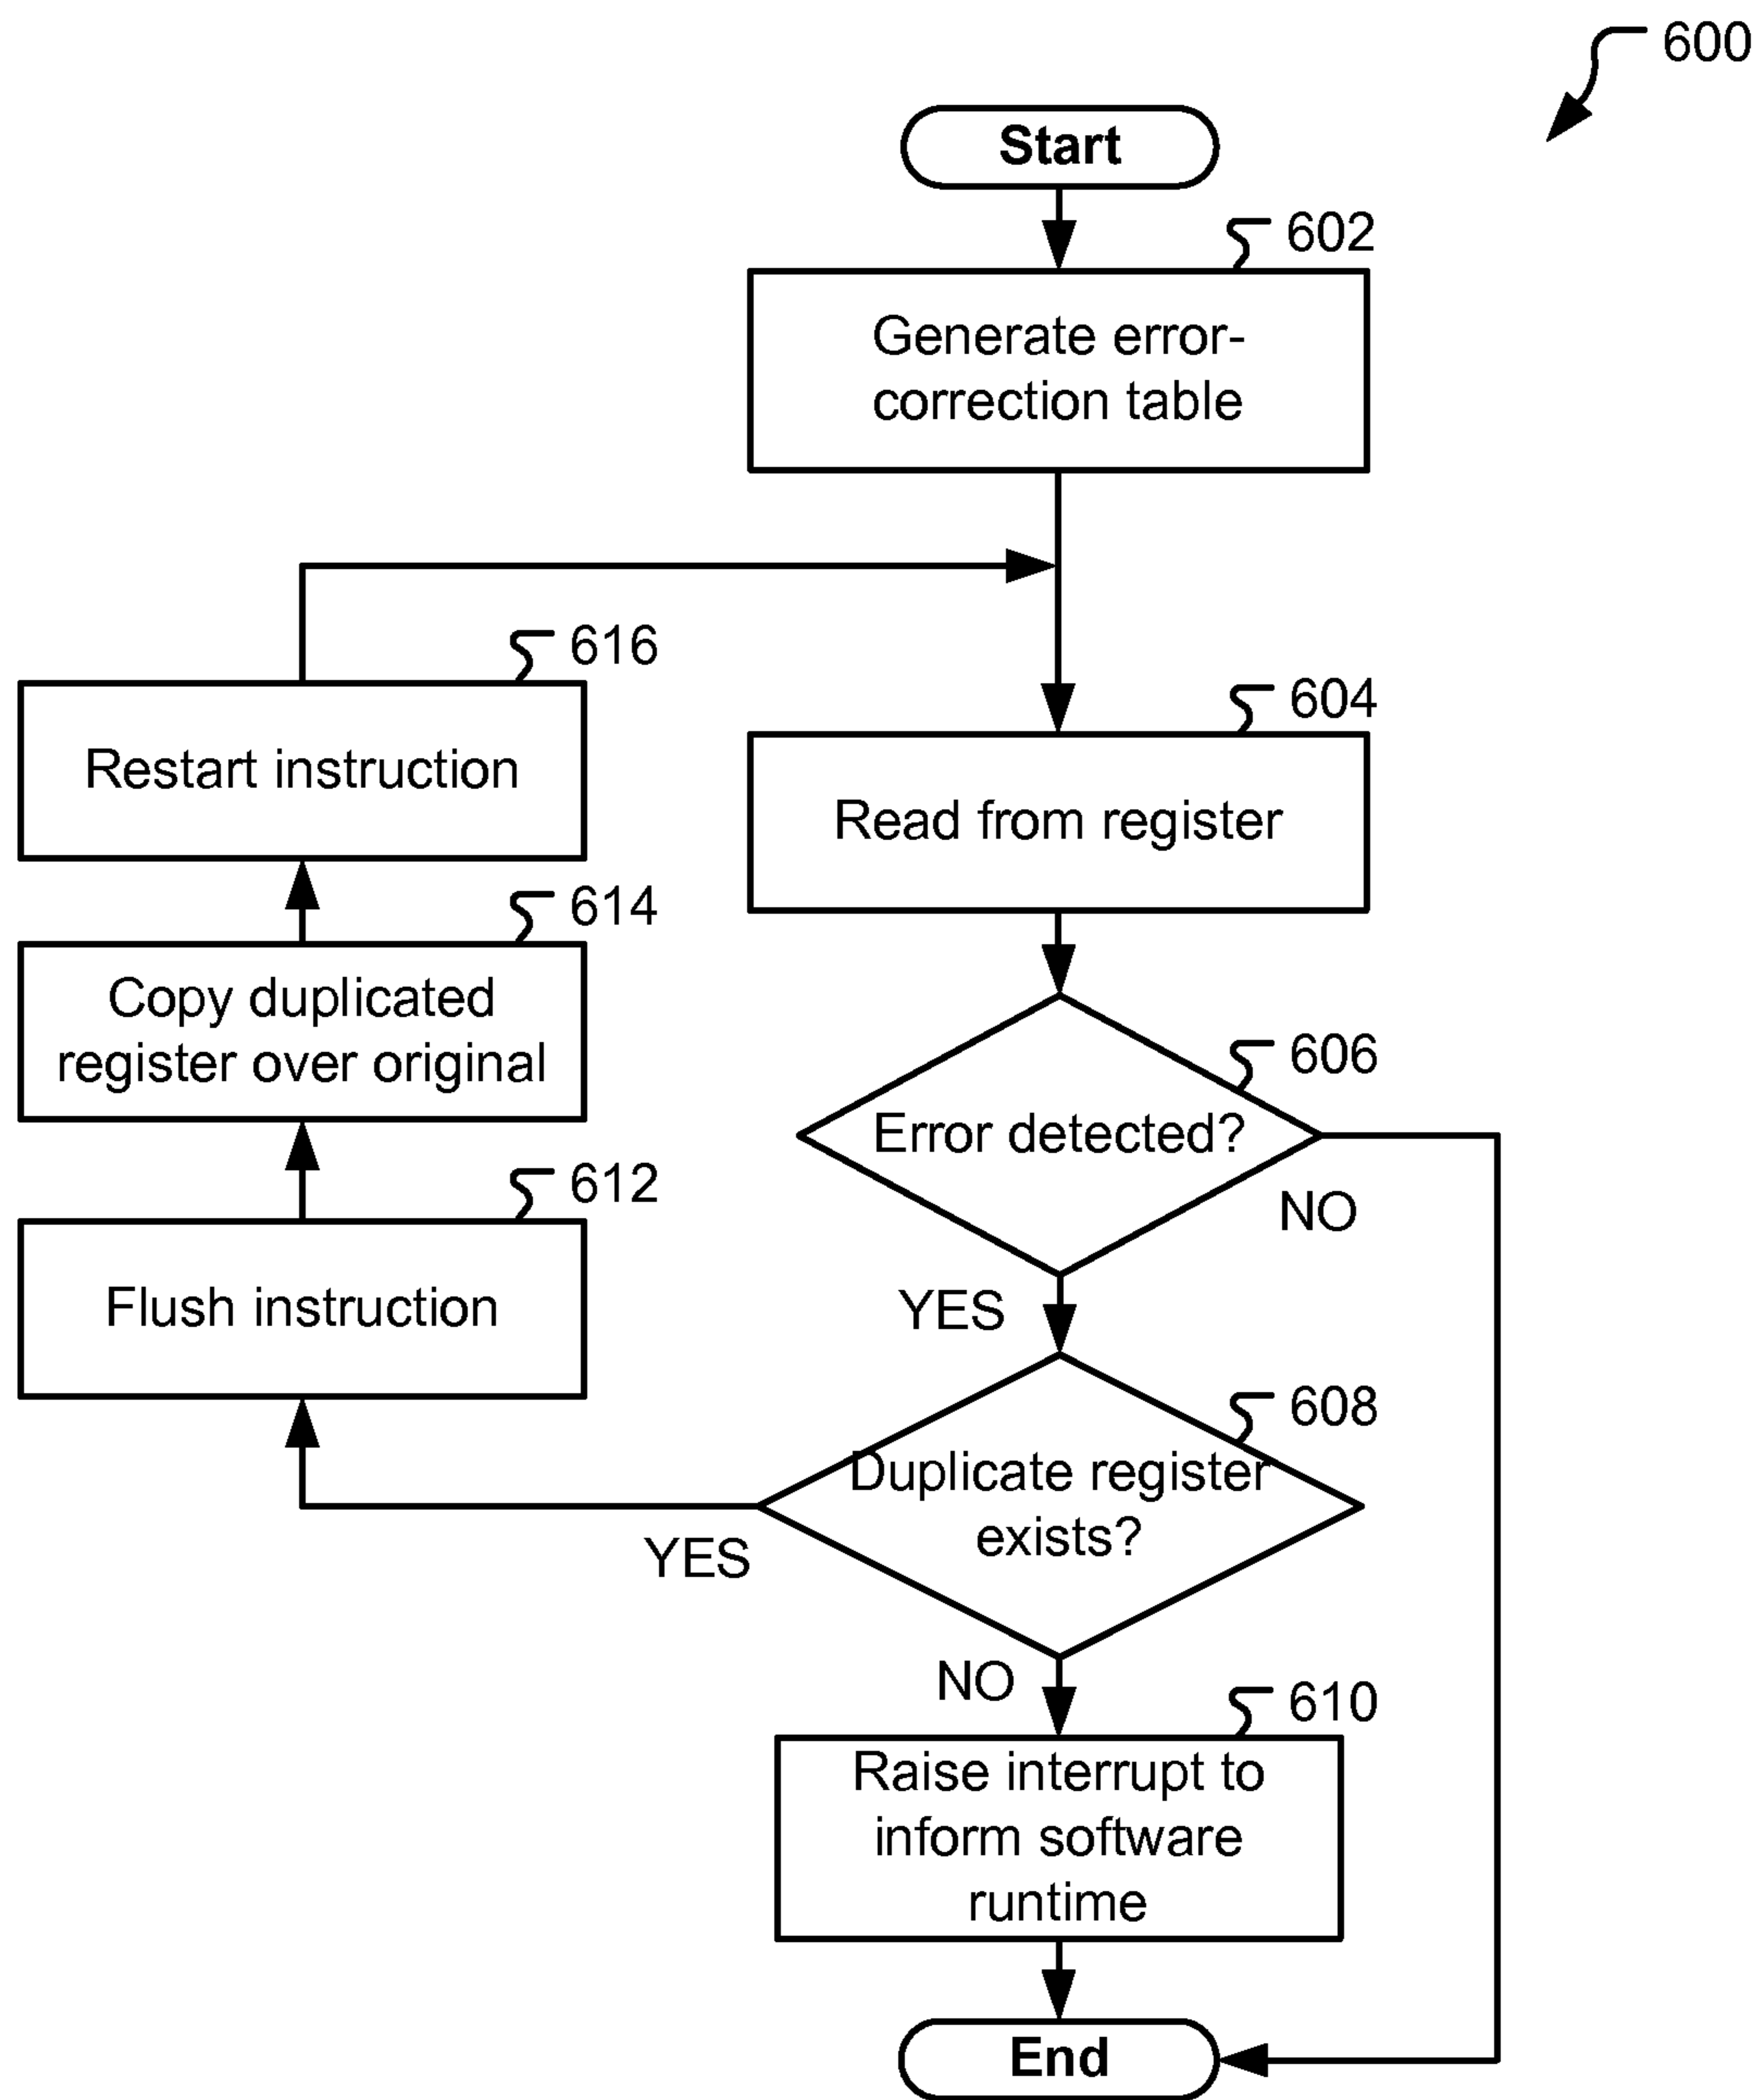 600
Start
602
Generate error-
correction table
616
Restart instruction
604
Read from register
614
Copy duplicated
register over original
606
Error detected?
NO
612
Flush instruction
YES
608
Duplicate register
exists?
YES
NO
610
Raise interrupt to
inform software
runtime
End